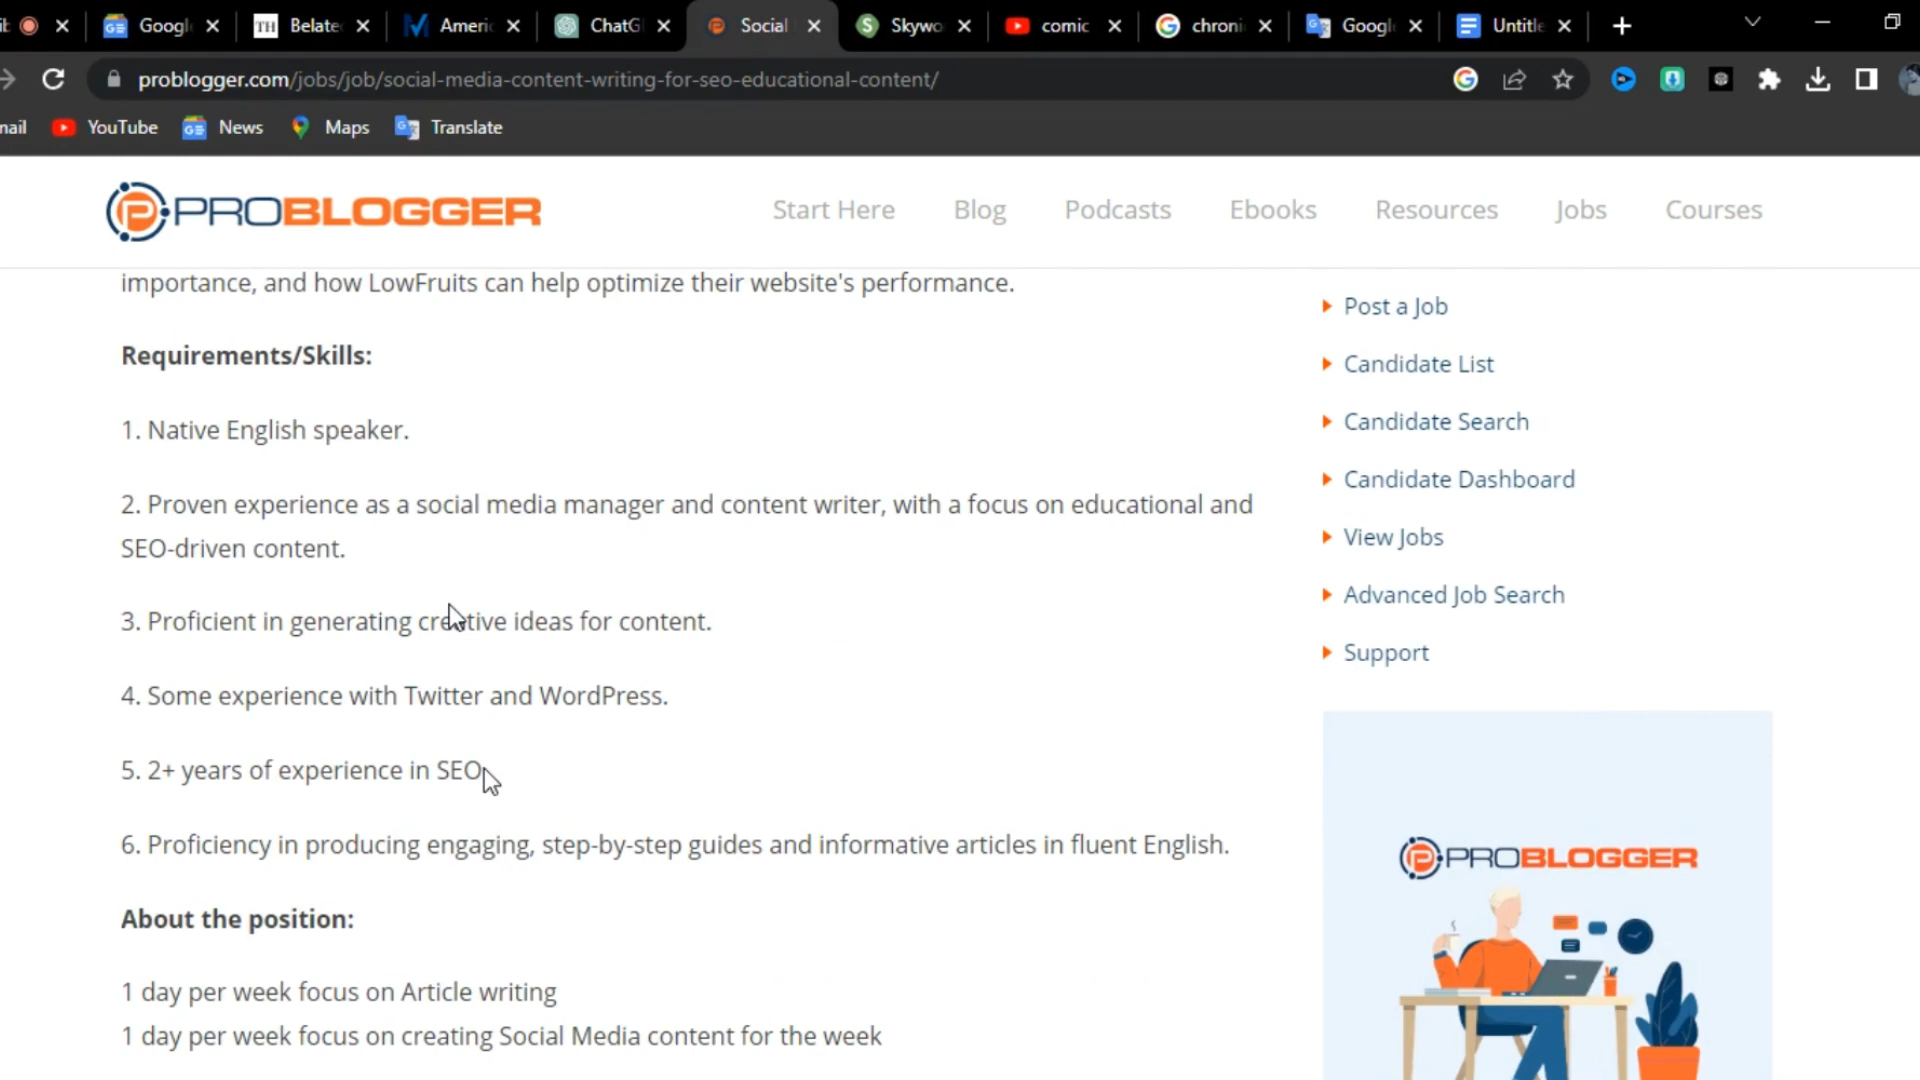 Google
Belate
Ameri
ChatG
Social
Skywo
comic
chroni
Google
Untitle
problogger.com/jobs/job/social-media-content-writing-for-seo-educational-content/
mail
YouTube
News
Maps
Translate
PROBLOGGER
Start Here
Blog
Podcasts
Ebooks
Resources
Jobs
Courses
importance, and how LowFruits can help optimize their website's performance.
Requirements/Skills:
1. Native English speaker.
2. Proven experience as a social media manager and content writer, with a focus on educational and
SEO-driven content.
3. Proficient in generating creative ideas for content.
4. Some experience with Twitter and WordPress.
5. 2+ years of experience in SEO
6. Proficiency in producing engaging, step-by-step guides and informative articles in fluent English.
About the position:
1 day per week focus on Article writing
1 day per week focus on creating Social Media content for the week
Post a Job
Candidate List
Candidate Search
Candidate Dashboard
View Jobs
Advanced Job Search
Support
PROBLOGGER